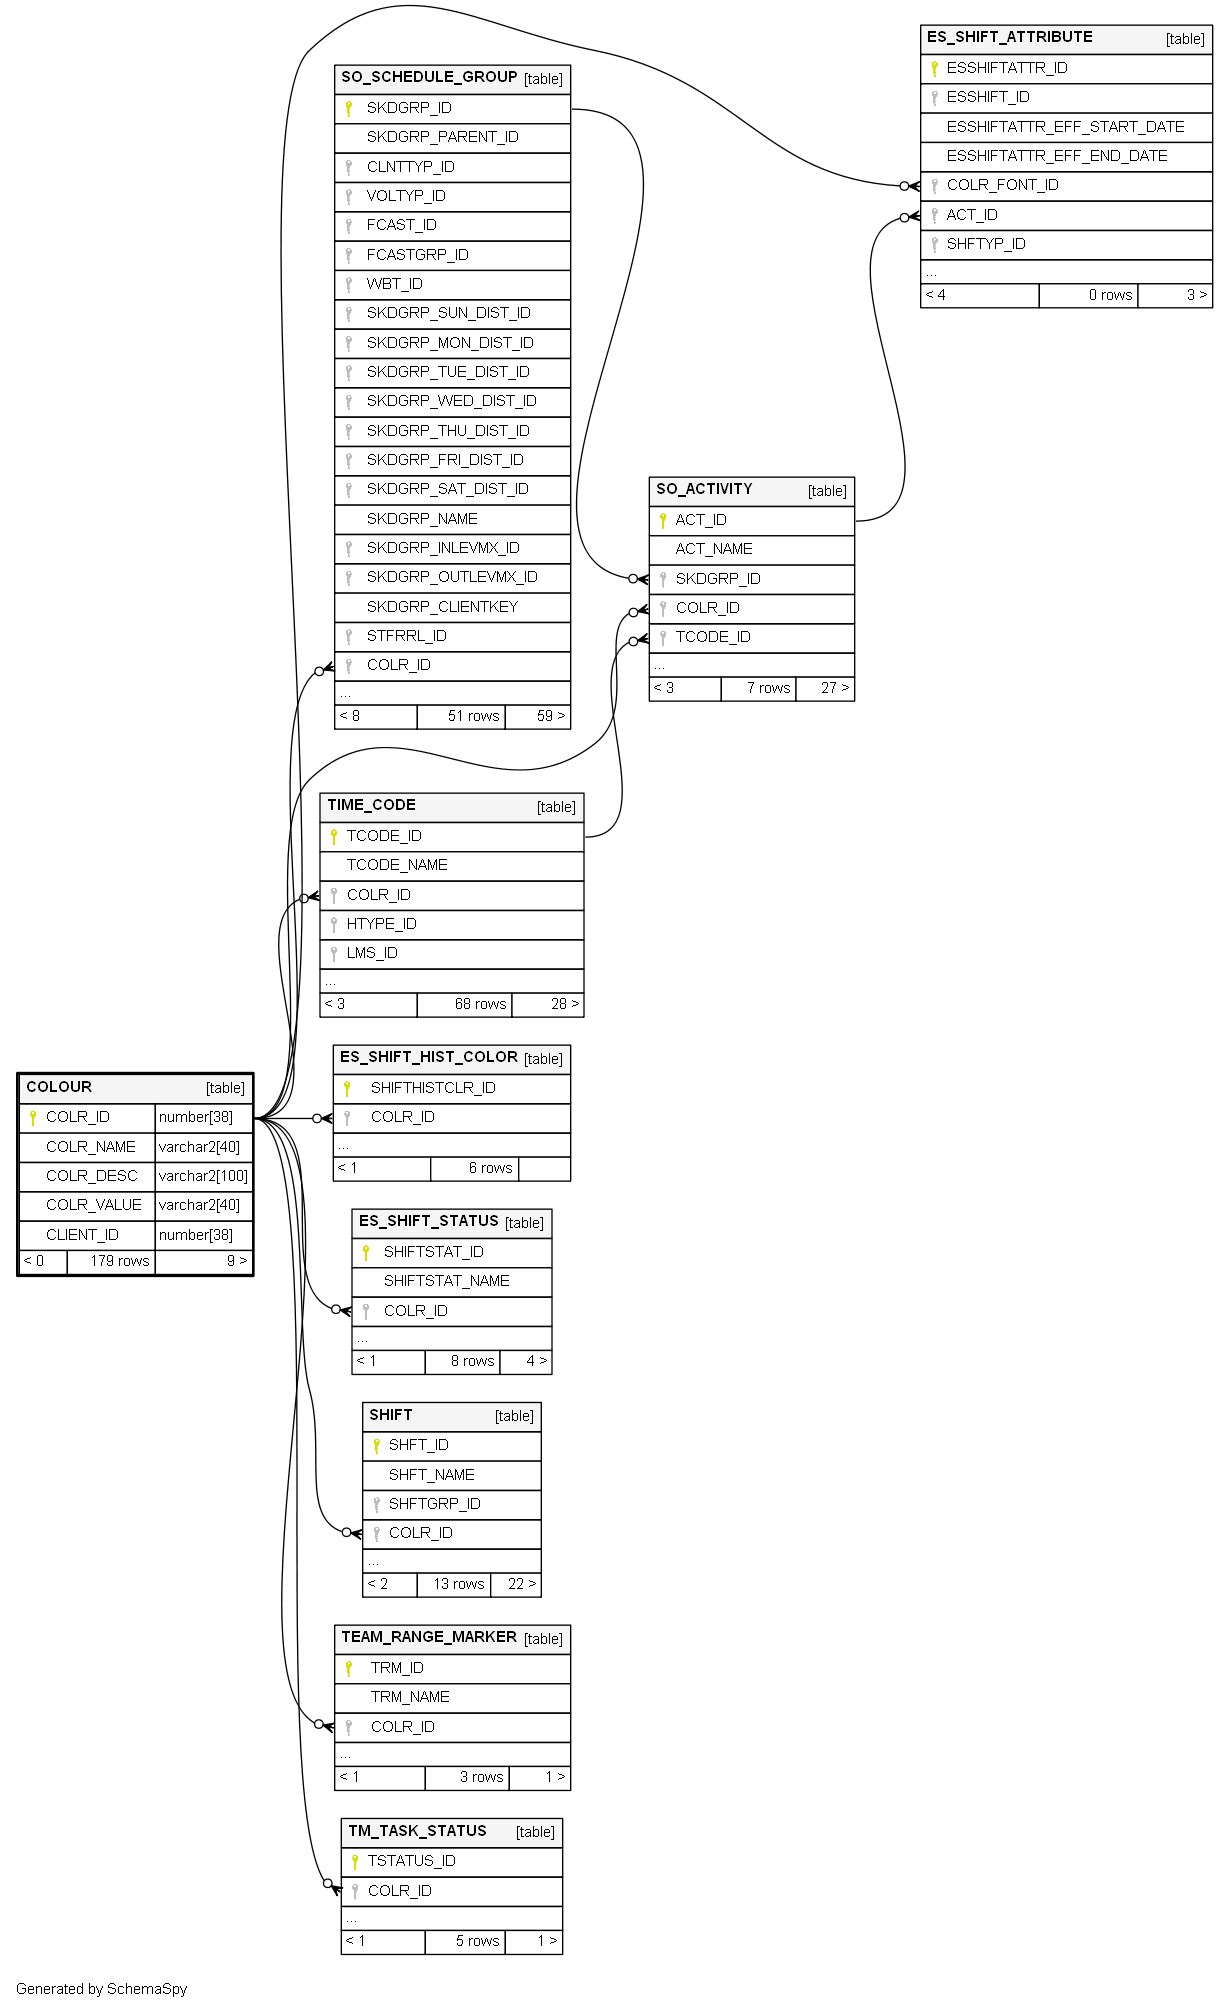 ES_SHIFT_ATTRIBUTE [table]
ESSHIFTATTR_ID
ESSHIFT_ID
ESSHIFTATTR_EFF_START_DATE
ESSHIFTATTR_EFF_END_DATE
COLR_FONT_ID
ACT_ID
SHFTYP_ID
...
< 4 0 rows 3 >
SO_SCHEDULE_GROUP [table]
SKDGRP_ID
SKDGRP_PARENT_ID
CLNTTYP_ID
VOLTYP_ID
FCAST_ID
FCASTGRP_ID
WBT_ID
SKDGRP_SUN_DIST_ID
SKDGRP_MON_DIST_ID
SKDGRP_TUE_DIST_ID
SKDGRP_WED_DIST_ID
SKDGRP_THU_DIST_ID
SKDGRP_FRI_DIST_ID
SKDGRP_SAT_DIST_ID
SKDGRP_NAME
SKDGRP_INLEVMX_ID
SKDGRP_OUTLEVMX_ID
SKDGRP_CLIENTKEY
STFRRL_ID
COLR_ID
...
< 8 51 rows 59 >
SO_ACTIVITY [table]
ACT_ID
ACT_NAME
SKDGRP_ID
COLR_ID
TCODE_ID
...
< 3 7 rows 27 >
TIME_CODE [table]
TCODE_ID
TCODE_NAME
COLR_ID
HTYPE_ID
LMS_ID
...
< 3 68 rows 28 >
COLOUR [table]
COLR_ID number[38]
COLR_NAME varchar2[40]
COLR_DESC varchar2[100]
COLR_VALUE varchar2[40]
CLIENT_ID number[38]
< 0 179 rows 9 >
ES_SHIFT_HIST_COLOR [table]
SHIFTHISTCLR_ID
COLR_ID
...
< 1 6 rows
ES_SHIFT_STATUS [table]
SHIFTSTAT_ID
SHIFTSTAT_NAME
COLR_ID
...
< 1 8 rows 4 >
SHIFT [table]
SHFT_ID
SHFT_NAME
SHFTGRP_ID
COLR_ID
...
< 2 13 rows 22 >
TEAM_RANGE_MARKER [table]
TRM_ID
TRM_NAME
COLR_ID
...
< 1 3 rows 1 >
TM_TASK_STATUS [table]
TSTATUS_ID
COLR_ID
...
< 1 5 rows 1 >
Generated by SchemaSpy